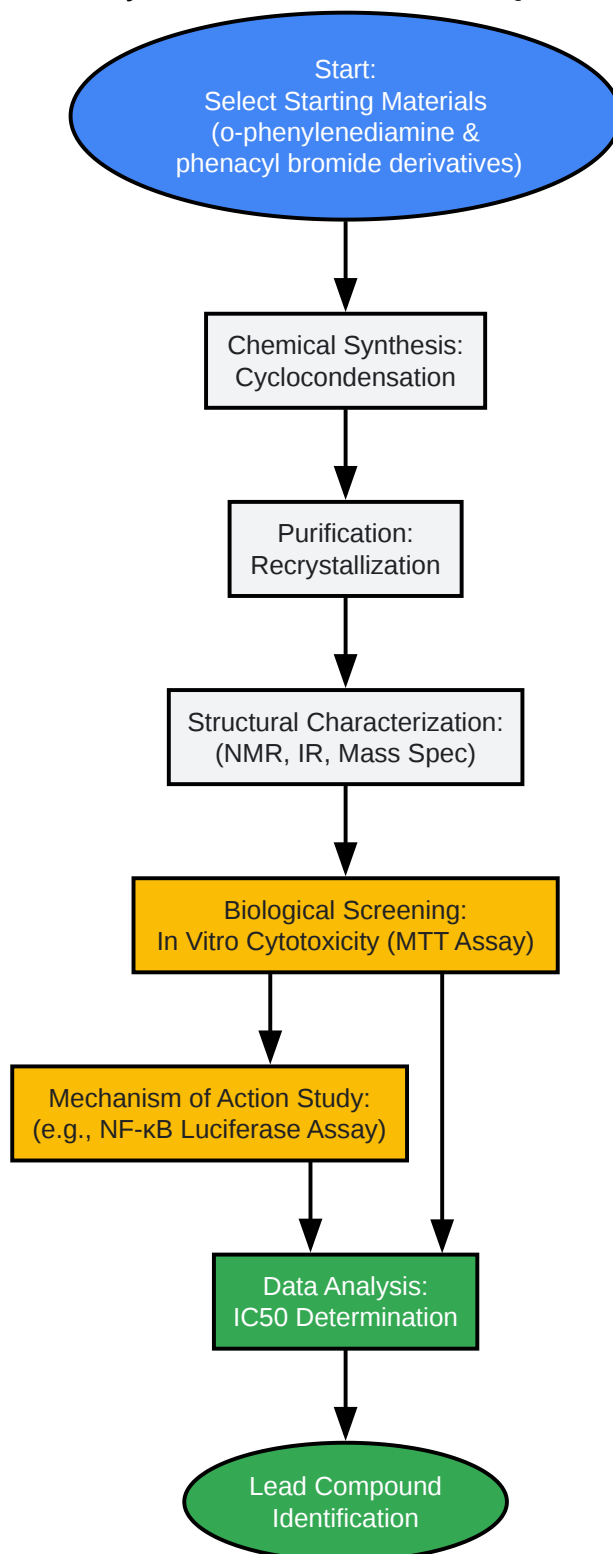 Start:
Select Starting Materials
(o-phenylenediamine &
phenacyl bromide derivatives)
Chemical Synthesis:
Cyclocondensation
Purification:
Recrystallization
Structural Characterization:
(NMR, IR, Mass Spec)
Biological Screening:
In Vitro Cytotoxicity (MTT Assay)
Mechanism of Action Study:
(e.g., NF-κB Luciferase Assay)
Data Analysis:
IC50 Determination
Lead Compound
Identification